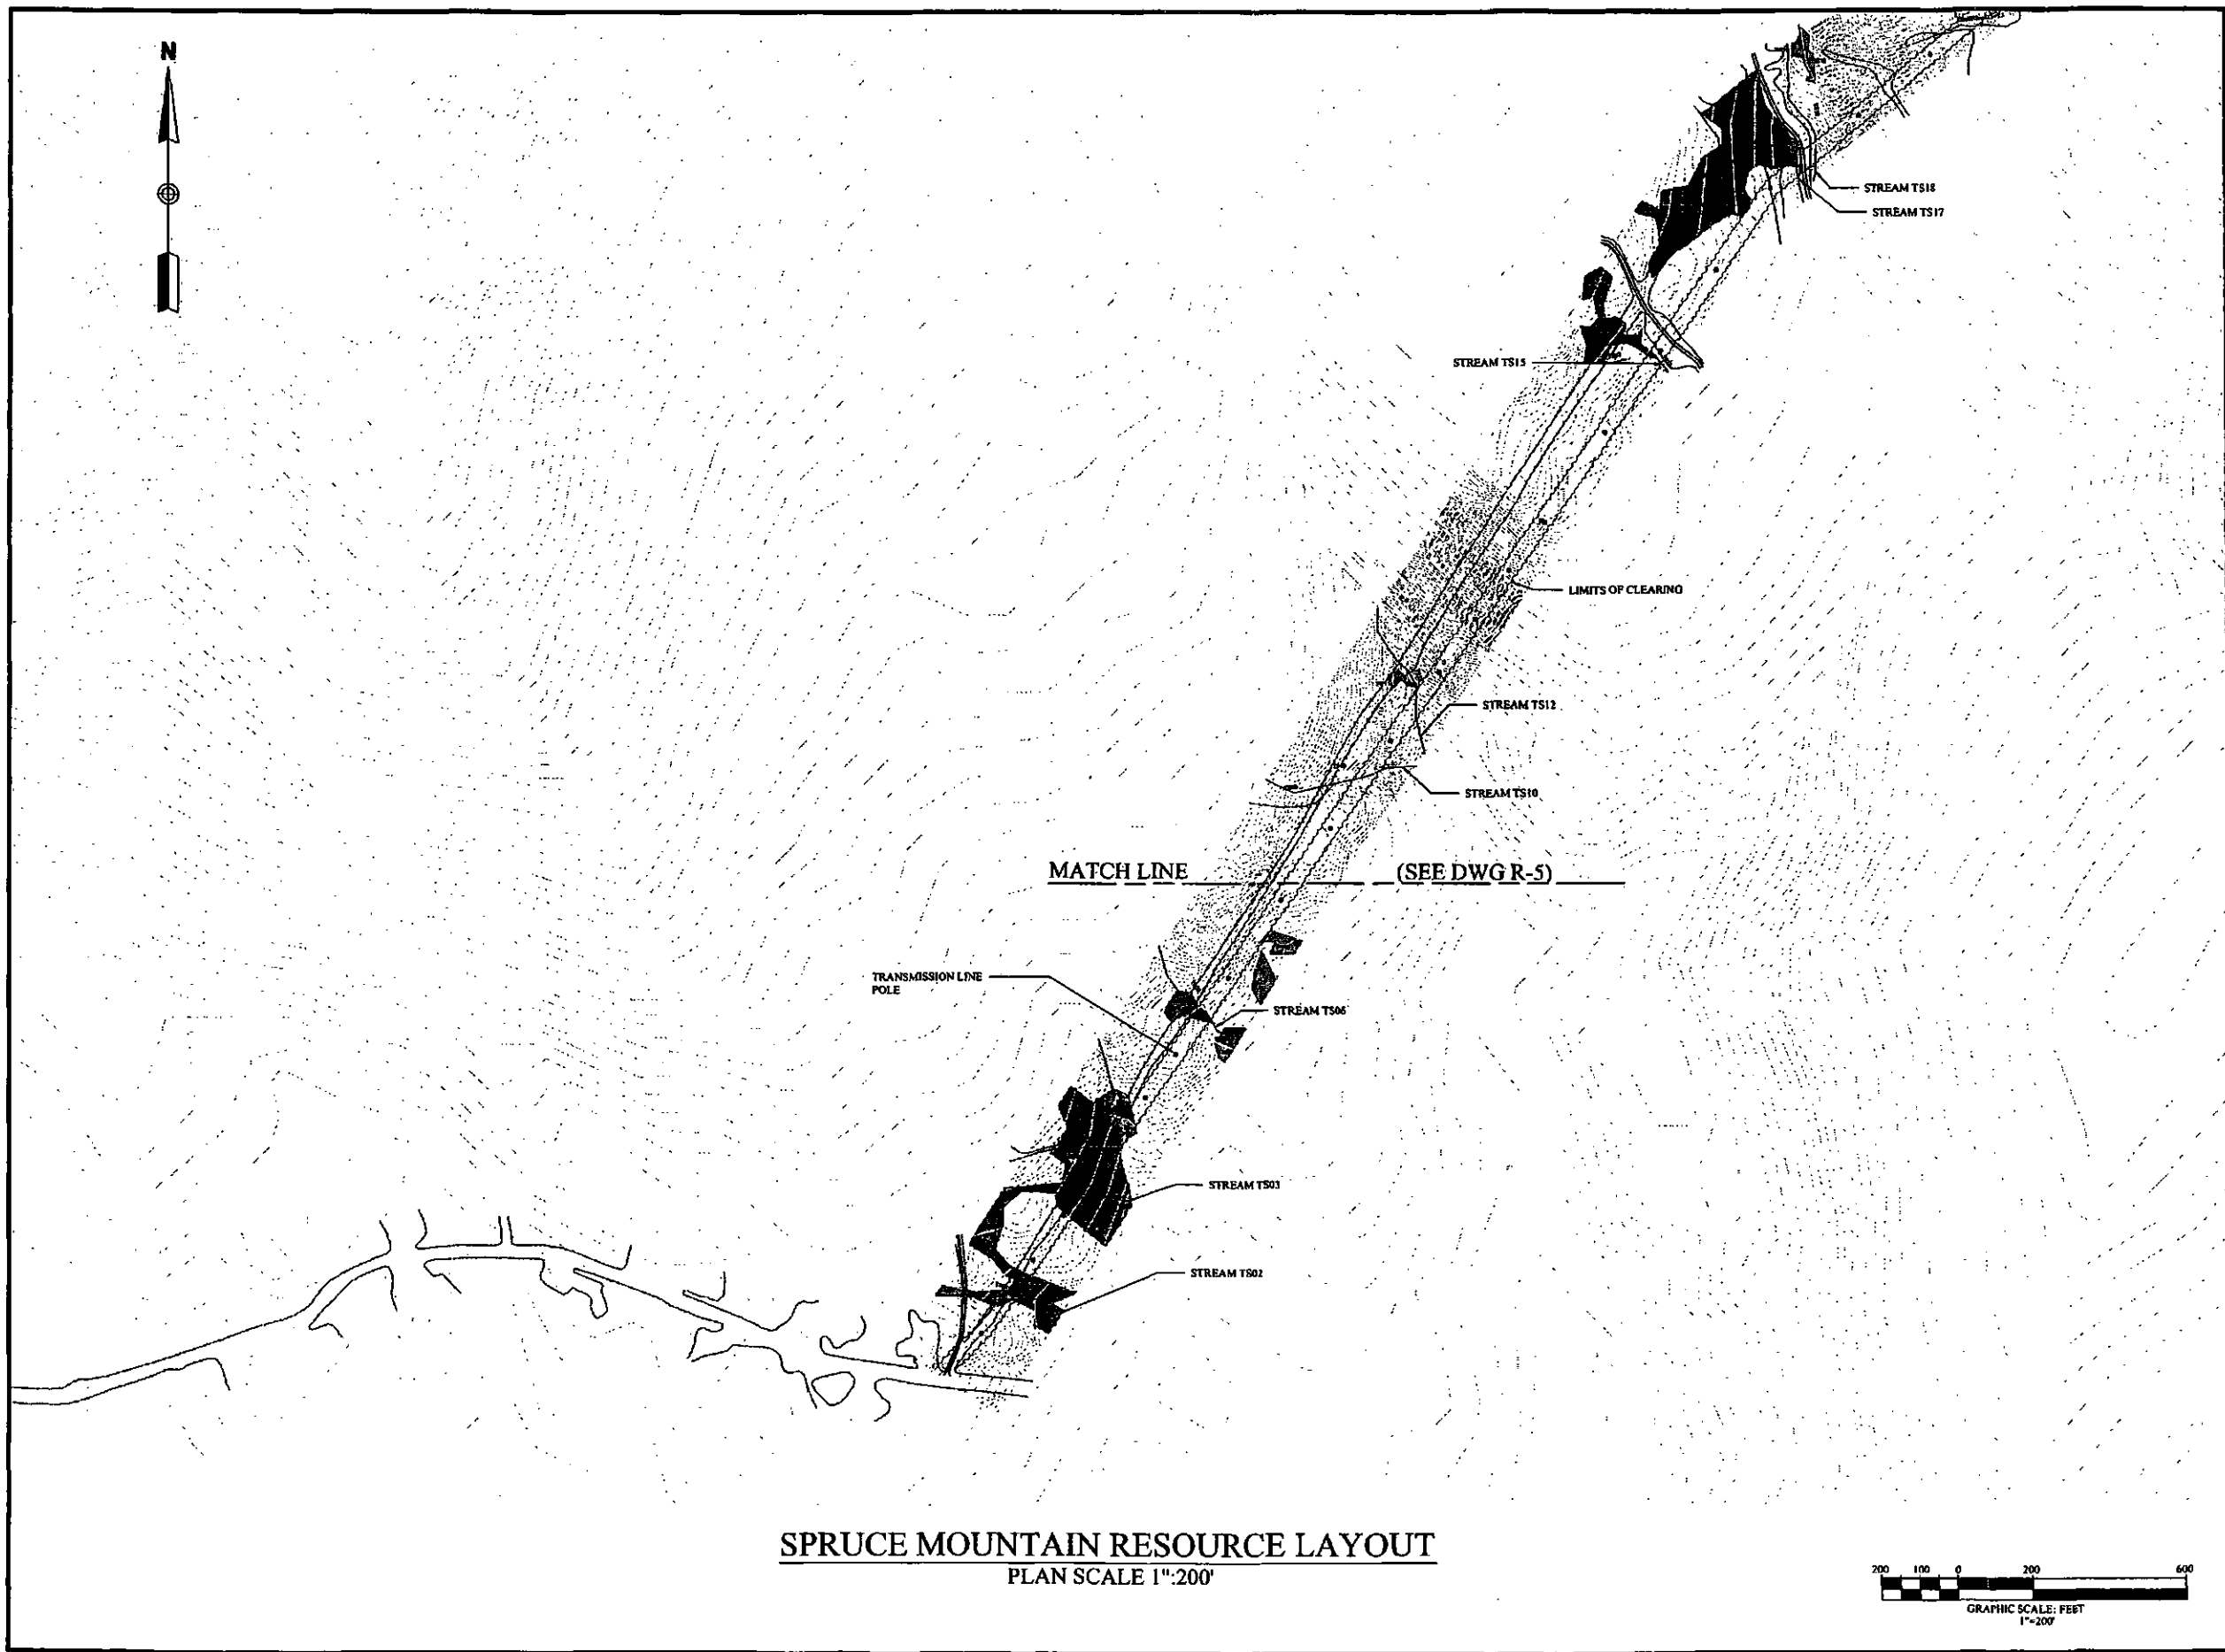 N
STREAM TS18
STREAM TS17
STREAM TS15
LIMITS OF CLEARING
STREAM TS12
STREAM TS10
MATCH LINE (SEE DWG R-5)
TRANSMISSION LINE
POLE
STREAM TS06
STREAM TS03
STREAM TS02
SPRUCE MOUNTAIN RESOURCE LAYOUT
PLAN SCALE 1":200'
200 100 0 200 600
GRAPHIC SCALE: FEET
1"=200'